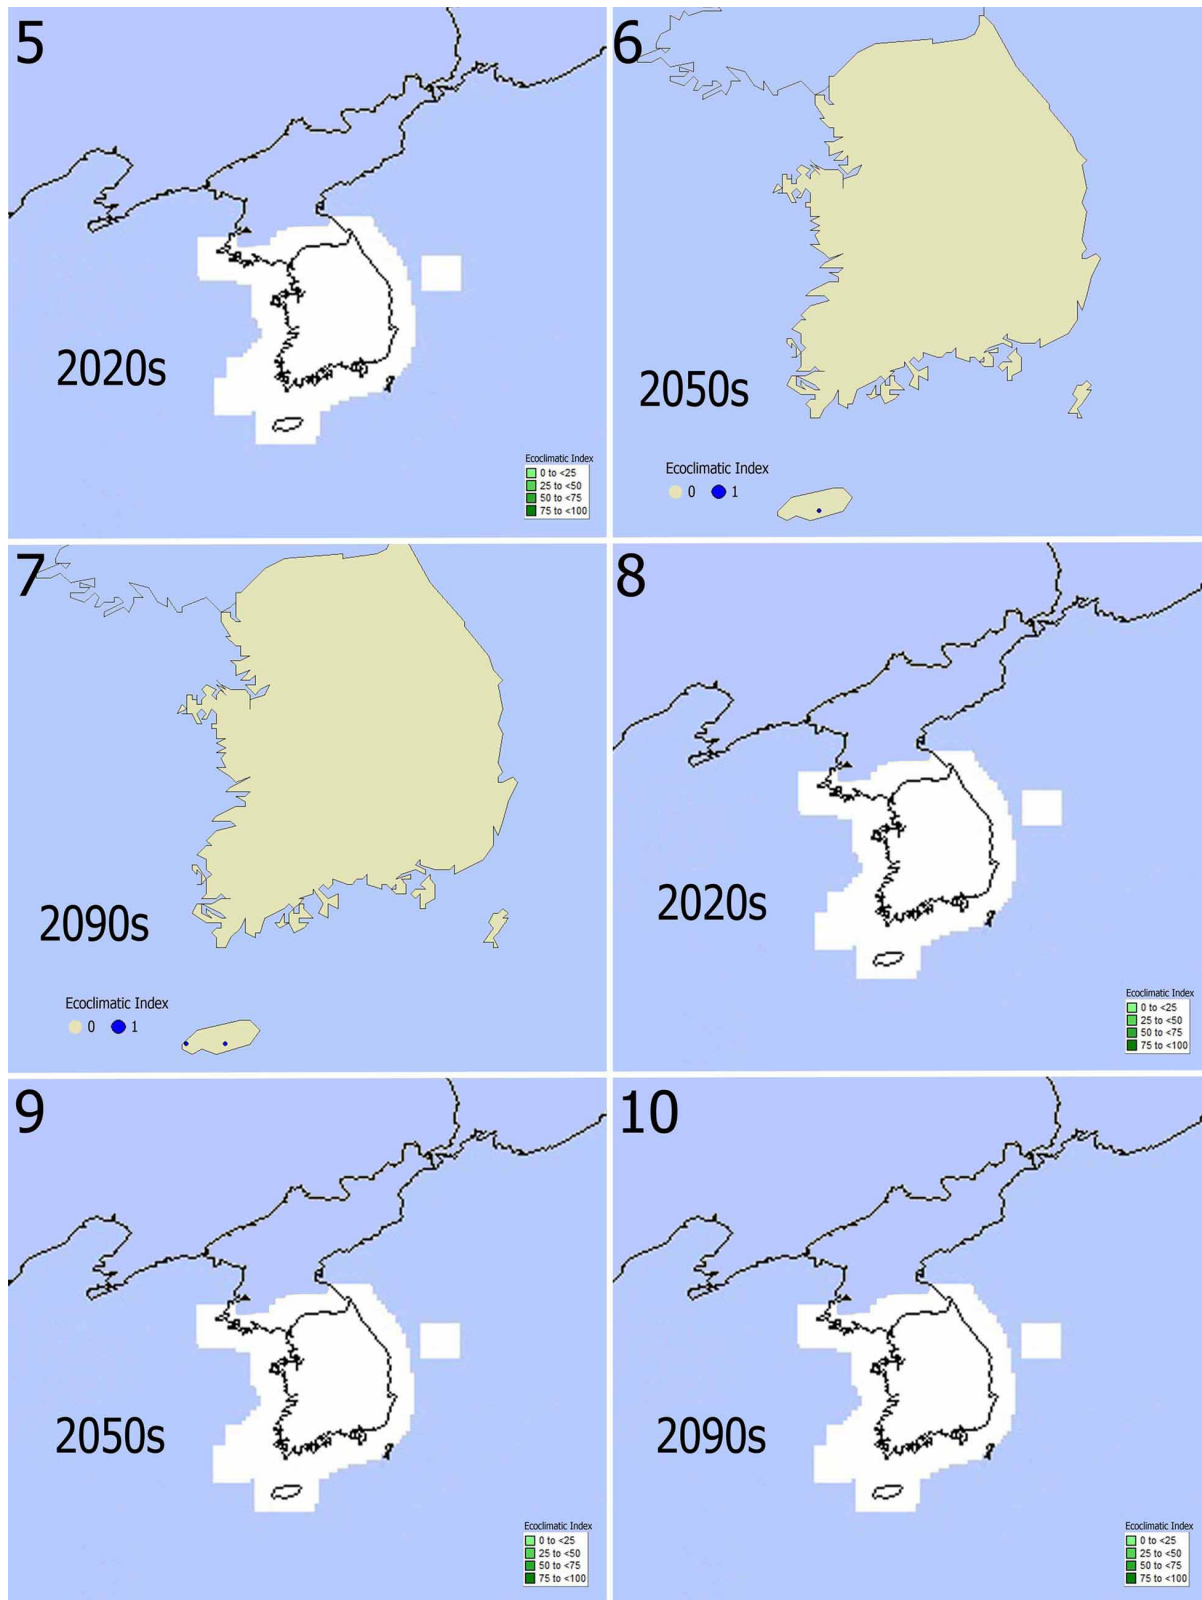 5
2020s
Ecoclimatic Index
0 to <25
25 to <50
50 to <75
75 to <100
6
2050s
Ecoclimatic Index
0 1
7
2090s
Ecoclimatic Index
0 1
8
2020s
Ecoclimatic Index
0 to <25
25 to <50
50 to <75
75 to <100
9
2050s
Ecoclimatic Index
0 to <25
25 to <50
50 to <75
75 to <100
10
2090s
Ecoclimatic Index
0 to <25
25 to <50
50 to <75
75 to <100